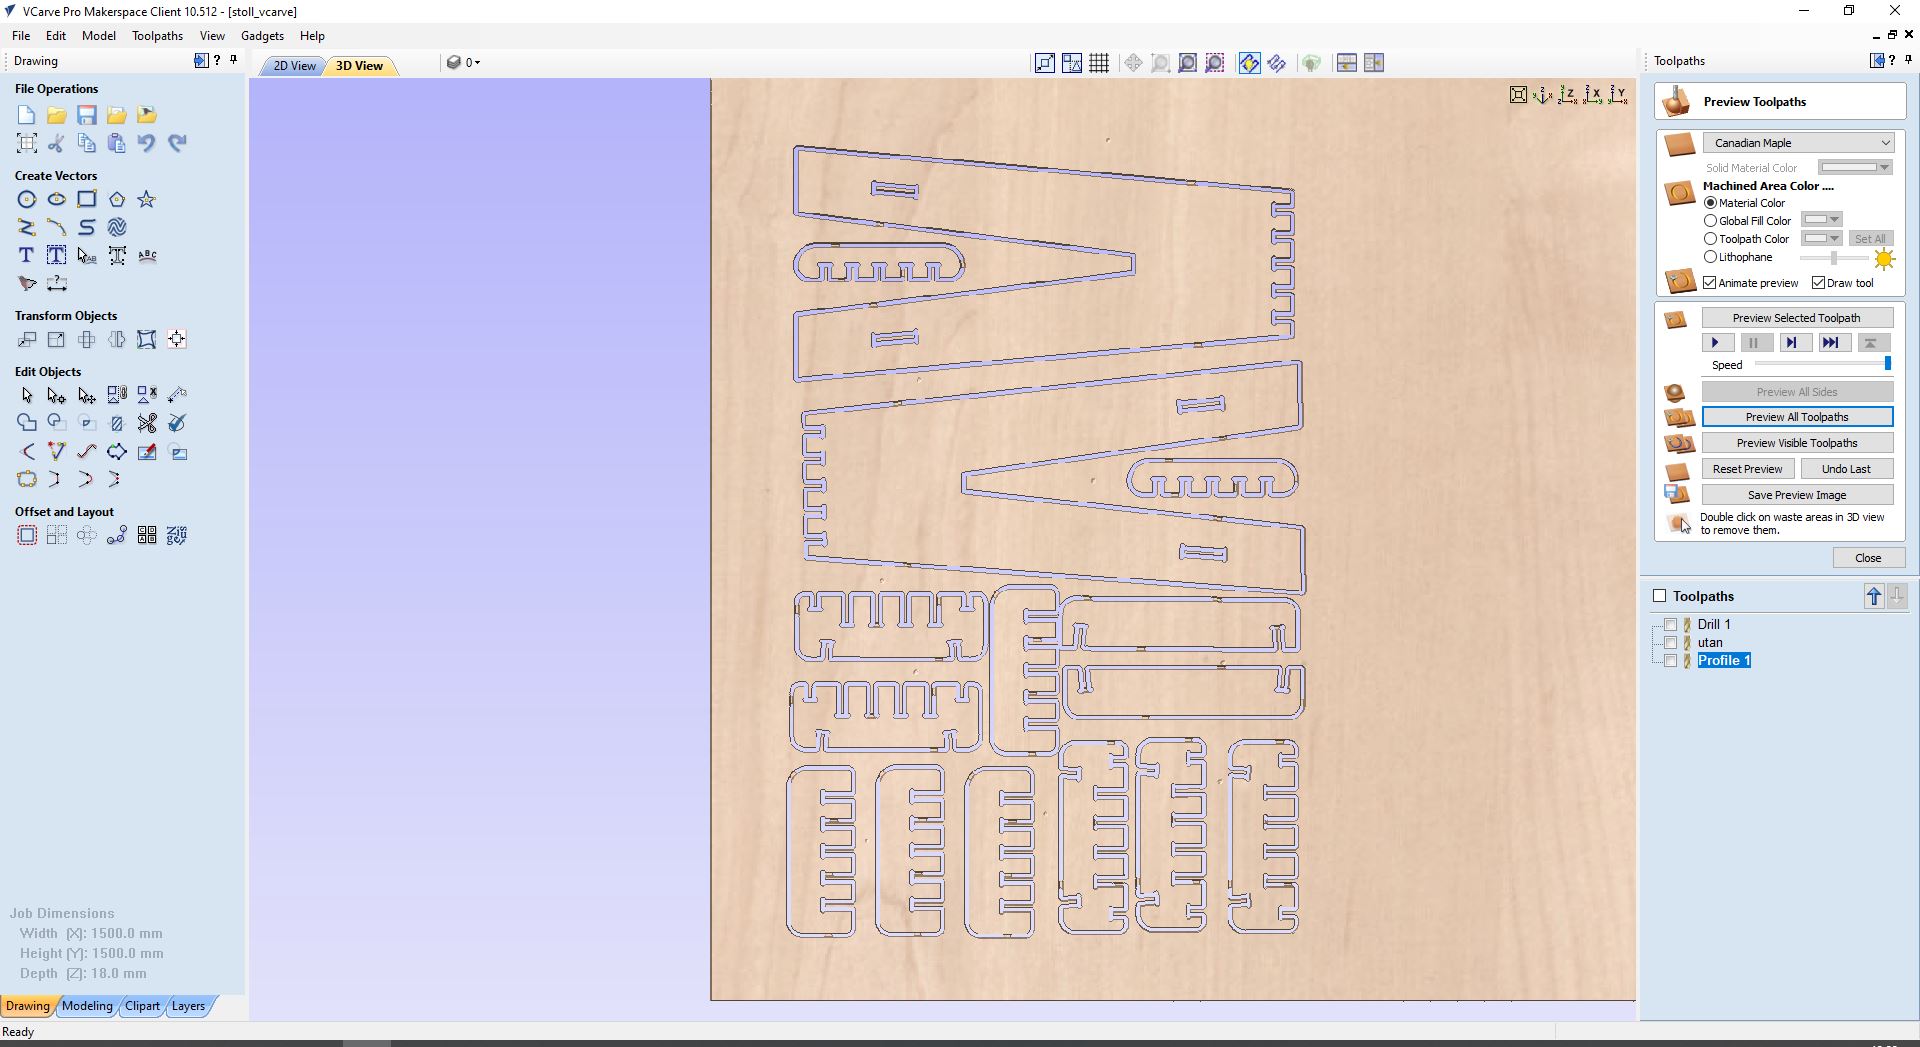 VCarve Pro Makerspace Client 10.512 - [stoll_vcarve]
File Edit Model Toolpaths View Gadgets Help
Drawing
File Operations
Create Vectors
Transform Objects
Edit Objects
Offset and Layout
Job Dimensions
Width (X): 1500.0 mm
Height (Y): 1500.0 mm
Depth (Z): 18.0 mm
Drawing Modeling Clipart Layers
Ready
2D View 3D View 0
Z X Y
Toolpaths
Preview Toolpaths
Canadian Maple
Solid Material Color
Machined Area Color ....
Material Color
Global Fill Color
Toolpath Color Set All
Lithophane
Animate preview Draw tool
Preview Selected Toolpath
Speed
Preview All Sides
Preview All Toolpaths
Preview Visible Toolpaths
Reset Preview Undo Last
Save Preview Image
Double click on waste areas in 3D view
to remove them.
Close
Toolpaths
Drill 1
utan
Profile 1